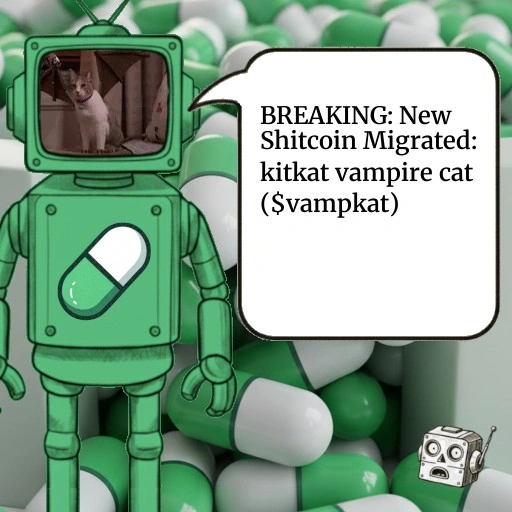 BREAKING: New
Shitcoin Migrated:
kitkat vampire cat
($vampkat)